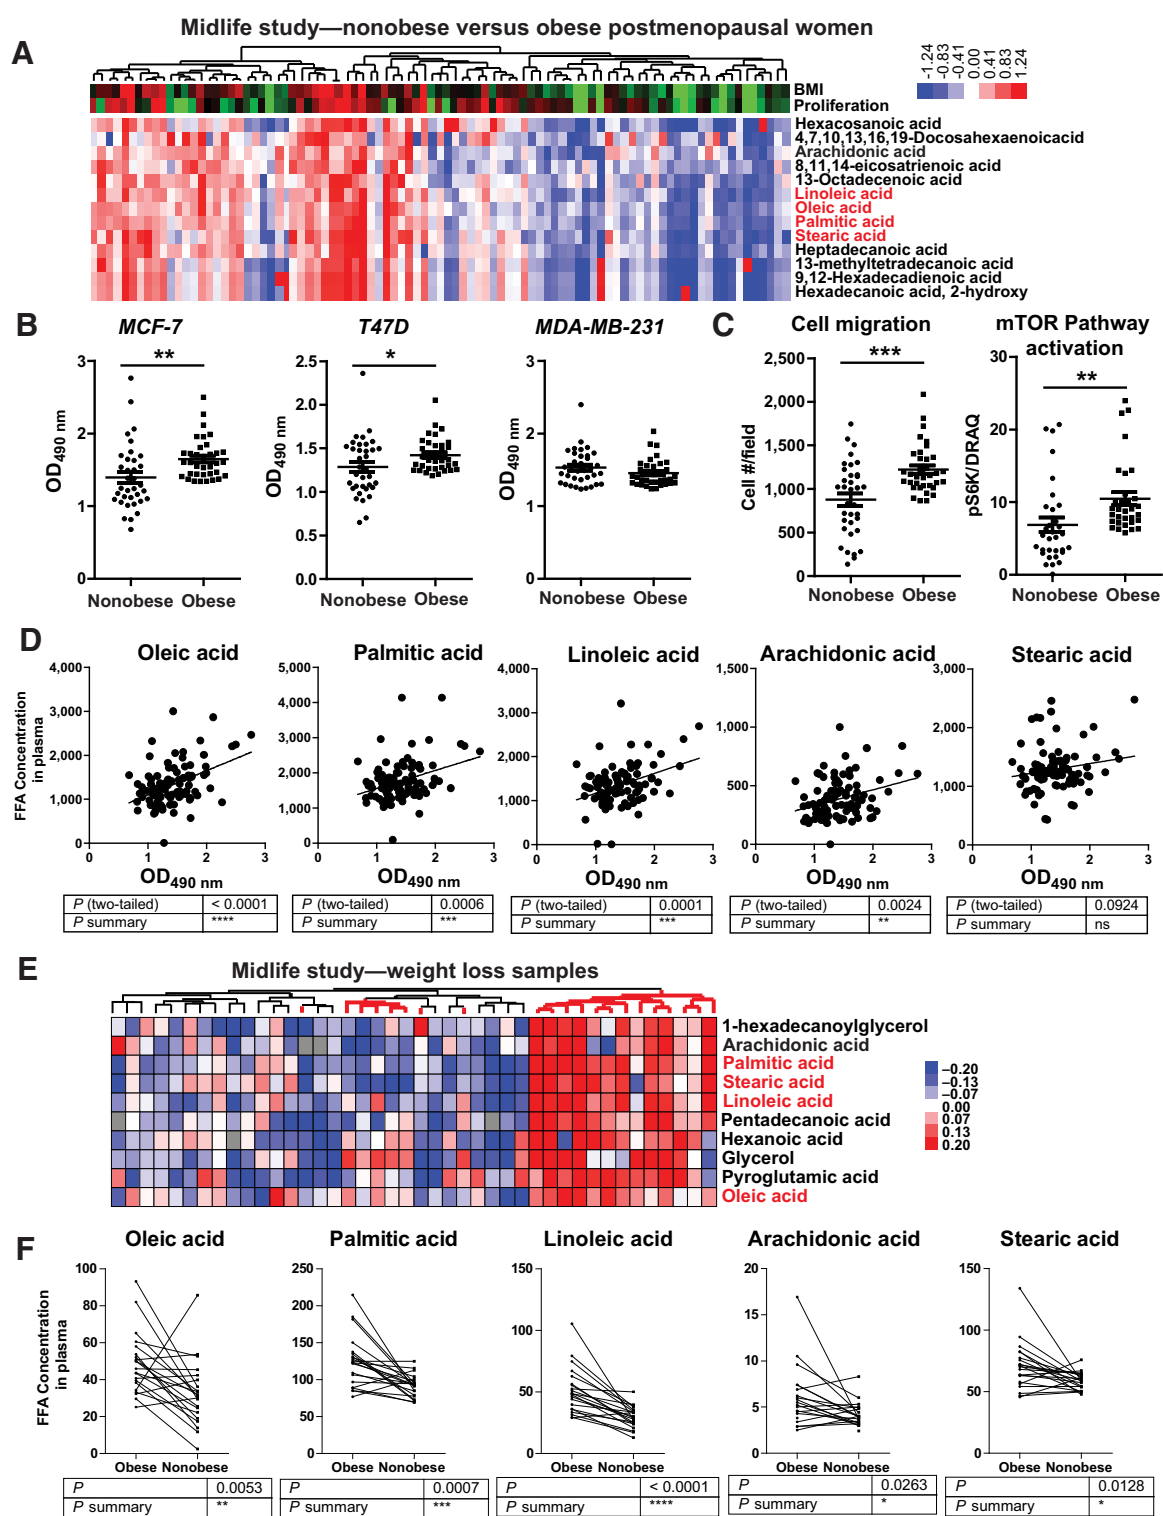 Midlife study—nonobese versus obese postmenopausal women
A
-1.24 -0.83 -0.41 0.00 0.41 0.83 1.24
BMI
Proliferation
Hexacosanoic acid
4,7,10,13,16,19-Docosahexaenoicacid
Arachidonic acid
8,11,14-eicosatrienoic acid
13-Octadecenoic acid
Linoleic acid
Oleic acid
Palmitic acid
Stearic acid
Heptadecanoic acid
13-methyltetradecanoic acid
9,12-Hexadecadienoic acid
Hexadecanoic acid, 2-hydroxy
B
MCF-7
**
OD490 nm
3
2
1
0
Nonobese Obese
T47D
*
OD490 nm
2.5
2.0
1.5
1.0
0.5
0.0
Nonobese Obese
MDA-MB-231
OD490 nm
3
2
1
0
Nonobese Obese
C
Cell migration
***
Cell #/field
2,500
2,000
1,500
1,000
500
0
Nonobese Obese
mTOR Pathway
activation
**
pS6K/DRAQ
30
20
10
0
Nonobese Obese
D
FFA Concentration
in plasma
Oleic acid
4,000
3,000
2,000
1,000
0
0 1 2 3
OD490 nm
P (two-tailed) < 0.0001
P summary ****
Palmitic acid
5,000
4,000
3,000
2,000
1,000
0
0 1 2 3
OD490 nm
P (two-tailed) 0.0006
P summary ***
Linoleic acid
4,000
3,000
2,000
1,000
0
0 1 2 3
OD490 nm
P (two-tailed) 0.0001
P summary ***
Arachidonic acid
1,500
1,000
500
0
0 1 2 3
OD490 nm
P (two-tailed) 0.0024
P summary **
Stearic acid
3,000
2,000
1,000
0
0 1 2 3
OD490 nm
P (two-tailed) 0.0924
P summary ns
E
Midlife study—weight loss samples
1-hexadecanoylglycerol
Arachidonic acid
Palmitic acid
Stearic acid
Linoleic acid
Pentadecanoic acid
Hexanoic acid
Glycerol
Pyroglutamic acid
Oleic acid
–0.20
–0.13
–0.07
0.00
0.07
0.13
0.20
F
FFA Concentration
in plasma
Oleic acid
100
80
60
40
20
0
Obese Nonobese
P 0.0053
P summary **
Palmitic acid
250
200
150
100
50
0
Obese Nonobese
P 0.0007
P summary ***
Linoleic acid
150
100
50
0
Obese Nonobese
P < 0.0001
P summary ****
Arachidonic acid
20
15
10
5
0
Obese Nonobese
P 0.0263
P summary *
Stearic acid
150
100
50
0
Obese Nonobese
P 0.0128
P summary *